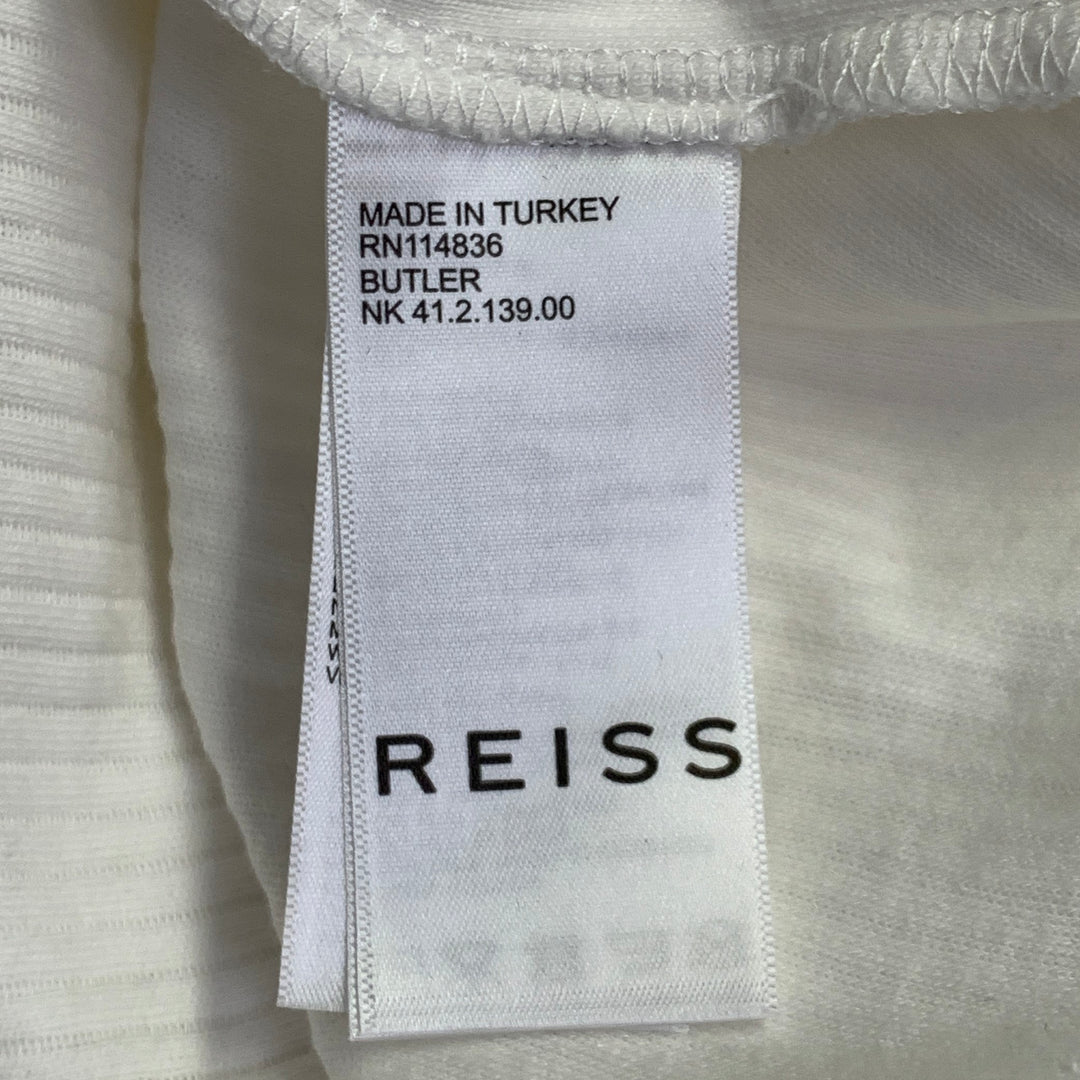 MADE IN TURKEY
RN114836
BUTLER
NK 41.2.139.00
REISS